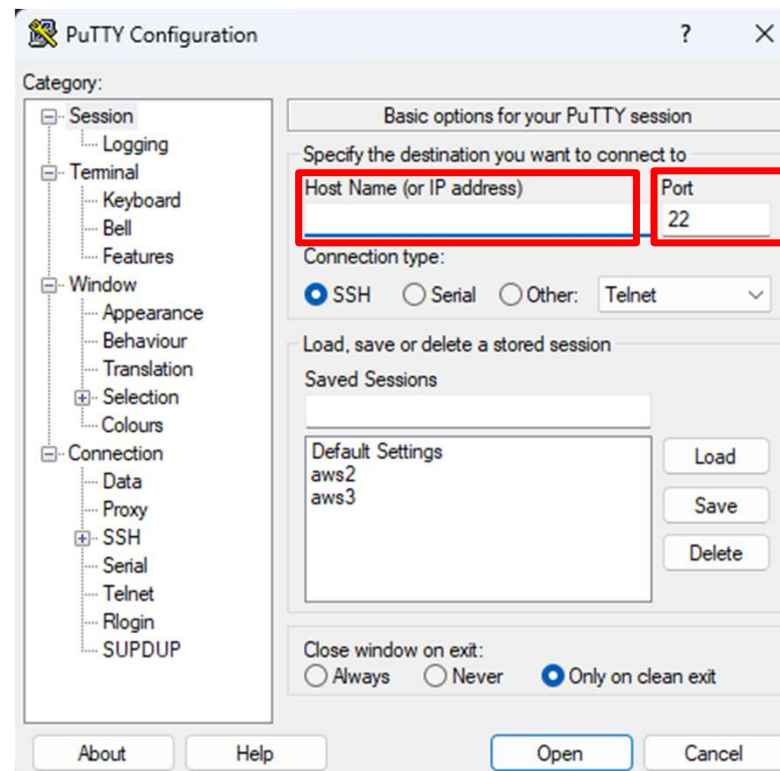 PuTTY Configuration
?
Category:
Session
Logging
Terminal
Keyboard
Bell
Features
Window
Appearance
Behaviour
Translation
Selection
Colours
Connection
Data
Proxy
SSH
Serial
Telnet
Rlogin
SUPDUP
Basic options for your PuTTY session
Specify the destination you want to connect to
Host Name (or IP address) Port
22
Connection type:
SSH Serial Other: Telnet
Load, save or delete a stored session
Saved Sessions
Default Settings
aws2
aws3
Load
Save
Delete
Close window on exit:
Always Never Only on clean exit
About Help Open Cancel